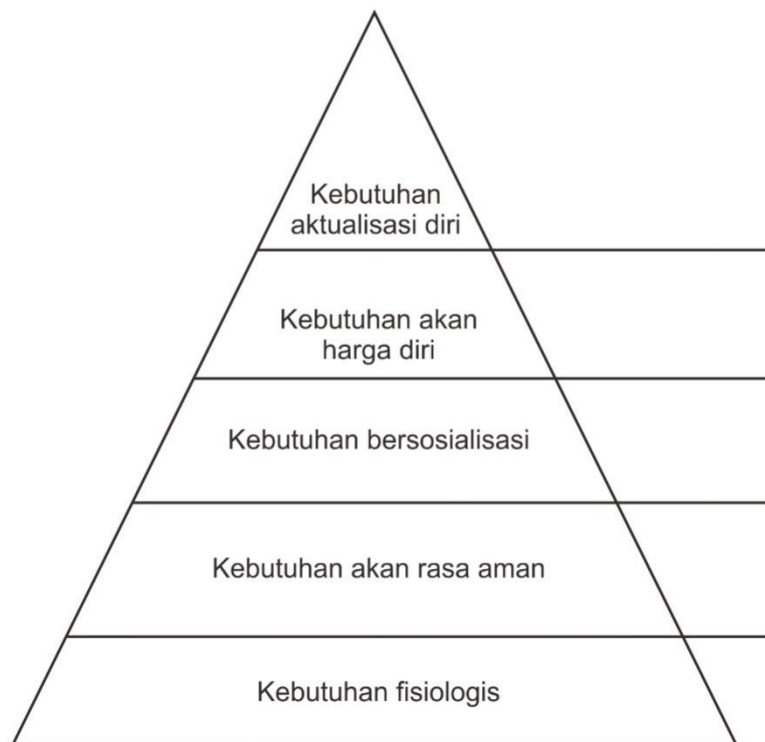 Kebutuhan
aktualisasi diri
Kebutuhan akan
harga diri
Kebutuhan bersosialisasi
Kebutuhan akan rasa aman
Kebutuhan fisiologis